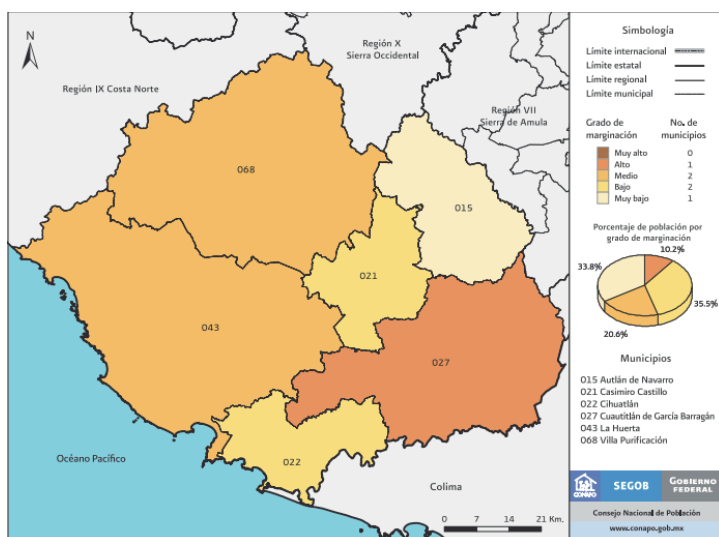 N
Región X
Sierra Occidental
Región IX Costa Norte
Región VII
Sierra de Amula
068
015
021
043
027
022
Océano Pacífico
Colima
0 7 14 21 Km.
Simbología
Límite internacional
Límite estatal
Límite regional
Límite municipal
Grado de marginación No. de municipios
Muy alto 0
Alto 1
Medio 2
Bajo 2
Muy bajo 1
Porcentaje de población por
grado de marginación
10.2%
33.8%
35.5%
20.6%
Municipios
015 Autlán de Navarro
021 Casimiro Castillo
022 Cihuatlán
027 Cuautitlán de García Barragán
043 La Huerta
068 Villa Purificación
CONAPO
SEGOB
GOBIERNO
FEDERAL
Consejo Nacional de Población
www.conapo.gob.mx